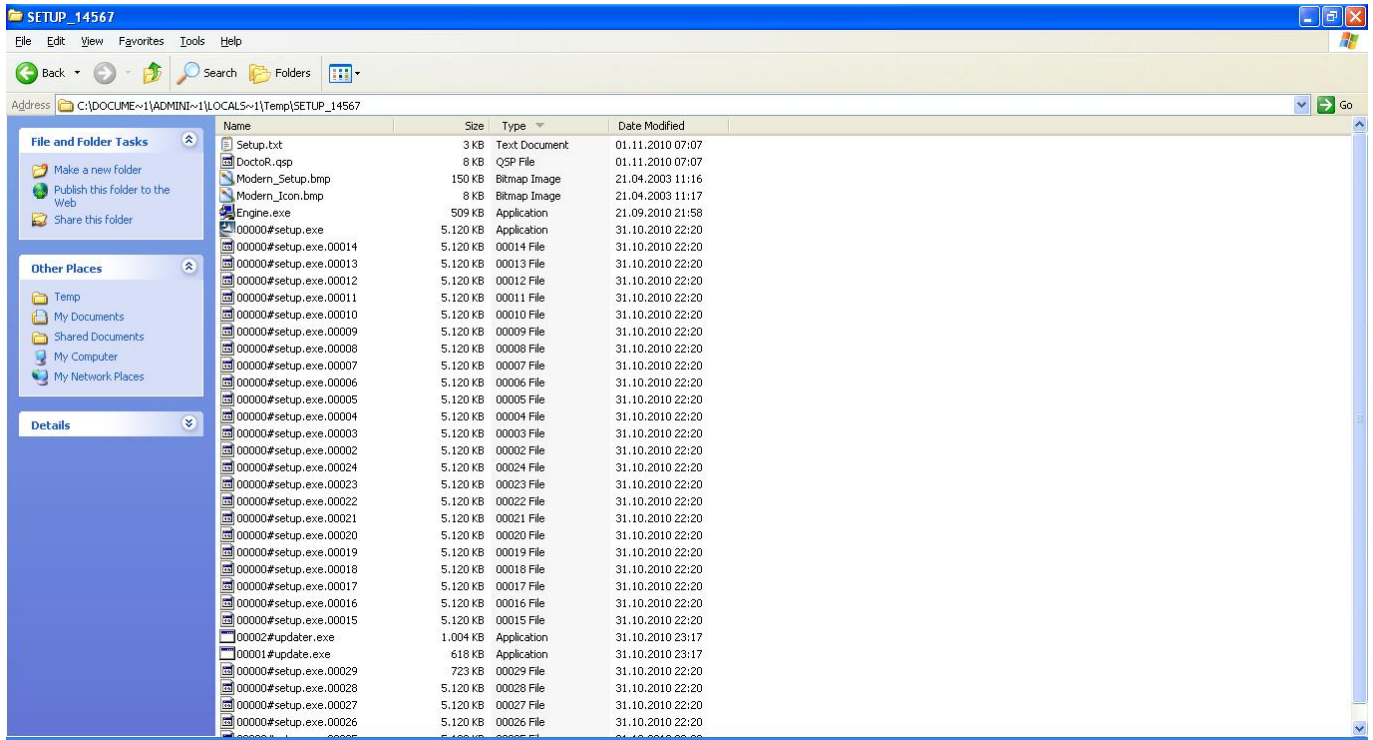 SETUP_14567
File Edit View Favorites Tools Help
Back Search Folders
Address C:\DOCUME~1\ADMINI~1\LOCALS~1\Temp\SETUP_14567 Go
File and Folder Tasks
Make a new folder
Publish this folder to the
Web
Share this folder
Other Places
Temp
My Documents
Shared Documents
My Computer
My Network Places
Details
Name Size Type Date Modified
Setup.txt 3 KB Text Document 01.11.2010 07:07
DoctoR.qsp 8 KB QSP File 01.11.2010 07:07
Modern_Setup.bmp 150 KB Bitmap Image 21.04.2003 11:16
Modern_Icon.bmp 8 KB Bitmap Image 21.04.2003 11:17
Engine.exe 509 KB Application 21.09.2010 21:58
00000#setup.exe 5.120 KB Application 31.10.2010 22:20
00000#setup.exe.00014 5.120 KB 00014 File 31.10.2010 22:20
00000#setup.exe.00013 5.120 KB 00013 File 31.10.2010 22:20
00000#setup.exe.00012 5.120 KB 00012 File 31.10.2010 22:20
00000#setup.exe.00011 5.120 KB 00011 File 31.10.2010 22:20
00000#setup.exe.00010 5.120 KB 00010 File 31.10.2010 22:20
00000#setup.exe.00009 5.120 KB 00009 File 31.10.2010 22:20
00000#setup.exe.00008 5.120 KB 00008 File 31.10.2010 22:20
00000#setup.exe.00007 5.120 KB 00007 File 31.10.2010 22:20
00000#setup.exe.00006 5.120 KB 00006 File 31.10.2010 22:20
00000#setup.exe.00005 5.120 KB 00005 File 31.10.2010 22:20
00000#setup.exe.00004 5.120 KB 00004 File 31.10.2010 22:20
00000#setup.exe.00003 5.120 KB 00003 File 31.10.2010 22:20
00000#setup.exe.00002 5.120 KB 00002 File 31.10.2010 22:20
00000#setup.exe.00024 5.120 KB 00024 File 31.10.2010 22:20
00000#setup.exe.00023 5.120 KB 00023 File 31.10.2010 22:20
00000#setup.exe.00022 5.120 KB 00022 File 31.10.2010 22:20
00000#setup.exe.00021 5.120 KB 00021 File 31.10.2010 22:20
00000#setup.exe.00020 5.120 KB 00020 File 31.10.2010 22:20
00000#setup.exe.00019 5.120 KB 00019 File 31.10.2010 22:20
00000#setup.exe.00018 5.120 KB 00018 File 31.10.2010 22:20
00000#setup.exe.00017 5.120 KB 00017 File 31.10.2010 22:20
00000#setup.exe.00016 5.120 KB 00016 File 31.10.2010 22:20
00000#setup.exe.00015 5.120 KB 00015 File 31.10.2010 22:20
00002#updater.exe 1.004 KB Application 31.10.2010 23:17
00001#update.exe 618 KB Application 31.10.2010 23:17
00000#setup.exe.00029 723 KB 00029 File 31.10.2010 22:20
00000#setup.exe.00028 5.120 KB 00028 File 31.10.2010 22:20
00000#setup.exe.00027 5.120 KB 00027 File 31.10.2010 22:20
00000#setup.exe.00026 5.120 KB 00026 File 31.10.2010 22:20